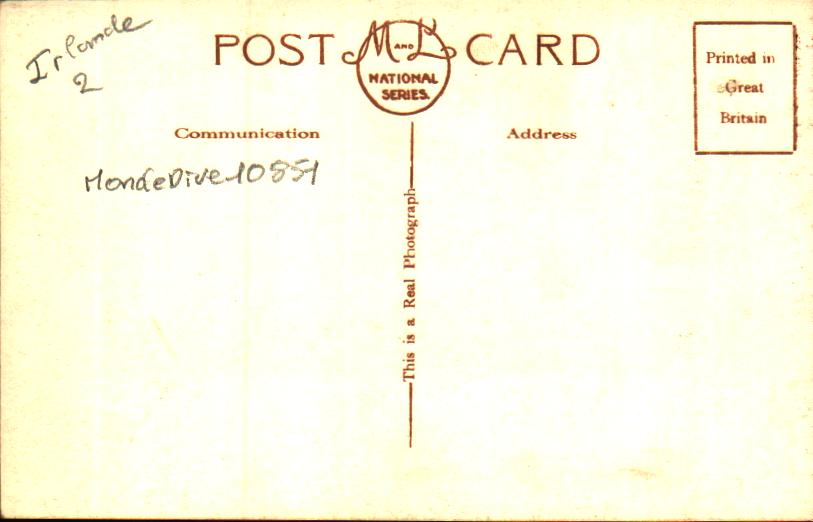 Irlande
2
POST CARD
M AND L
NATIONAL
SERIES.
Printed in
Great
Britain
Communication
Address
MondeDive10851
This is a Real Photograph